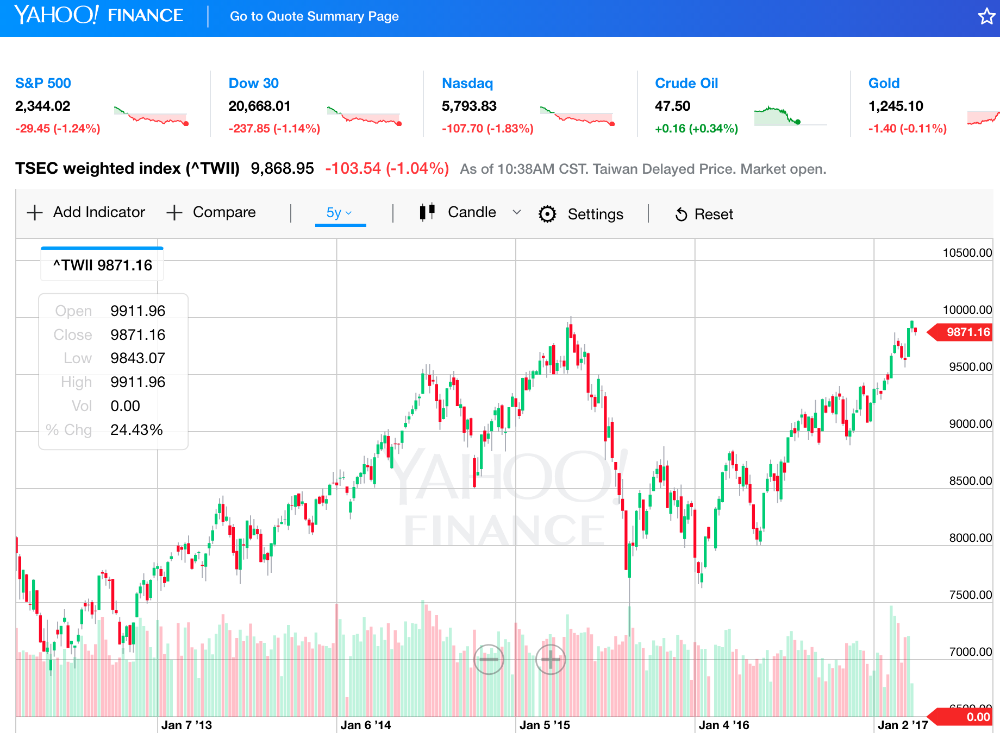 YAHOO! FINANCE
Go to Quote Summary Page
S&P 500
2,344.02
-29.45 (-1.24%)
Dow 30
20,668.01
-237.85 (-1.14%)
Nasdaq
5,793.83
-107.70 (-1.83%)
Crude Oil
47.50
+0.16 (+0.34%)
Gold
1,245.10
-1.40 (-0.11%)
TSEC weighted index (^TWII) 9,868.95 -103.54 (-1.04%) As of 10:38AM CST. Taiwan Delayed Price. Market open.
Add Indicator
Compare
5y
Candle
Settings
Reset
^TWII 9871.16
Open 9911.96
Close 9871.16
Low 9843.07
High 9911.96
Vol 0.00
% Chg 24.43%
10500.00
10000.00
9871.16
9500.00
9000.00
8500.00
8000.00
7500.00
7000.00
6500.00
0.00
YAHOO!
FINANCE
Jan 7 '13
Jan 6 '14
Jan 5 '15
Jan 4 '16
Jan 2 '17